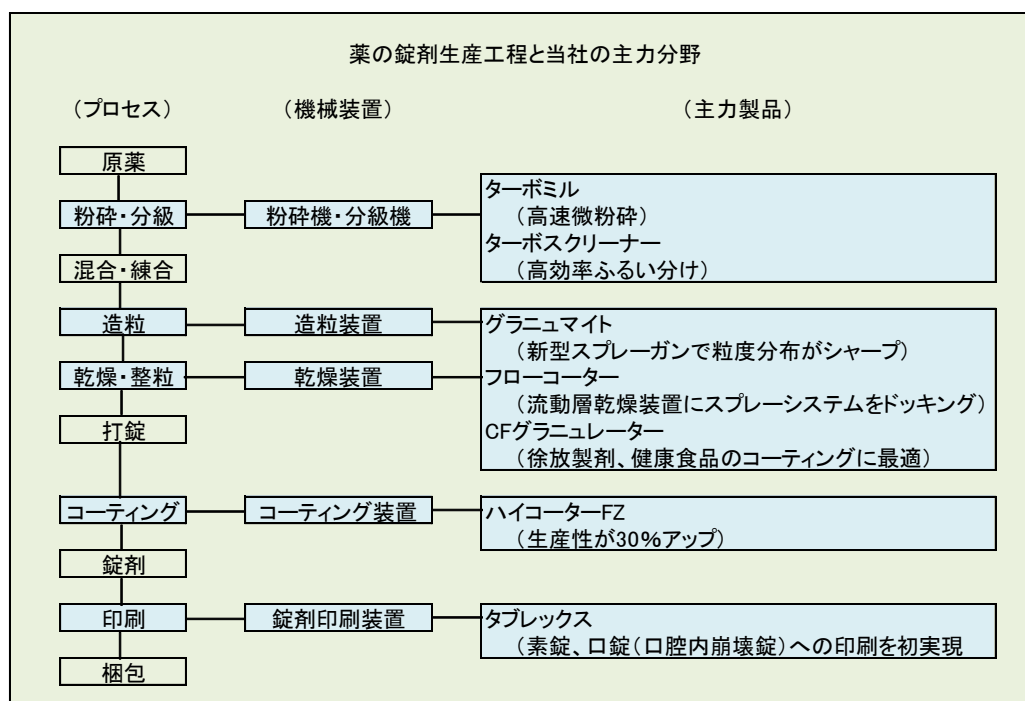 薬の錠剤生産工程と当社の主力分野
（プロセス）
（機械装置）
（主力製品）
原薬
粉砕・分級
粉砕機・分級機
ターボミル
（高速微粉砕）
ターボスクリーナー
（高効率ふるい分け）
混合・練合
造粒
造粒装置
グラニュマイト
（新型スプレーガンで粒度分布がシャープ）
乾燥・整粒
乾燥装置
フローコーター
（流動層乾燥装置にスプレーシステムをドッキング）
CFグラニュレーター
（徐放製剤、健康食品のコーティングに最適）
打錠
コーティング
コーティング装置
ハイコーターFZ
（生産性が30%アップ）
錠剤
印刷
錠剤印刷装置
タブレックス
（素錠、口錠（口腔内崩壊錠）への印刷を初実現
梱包